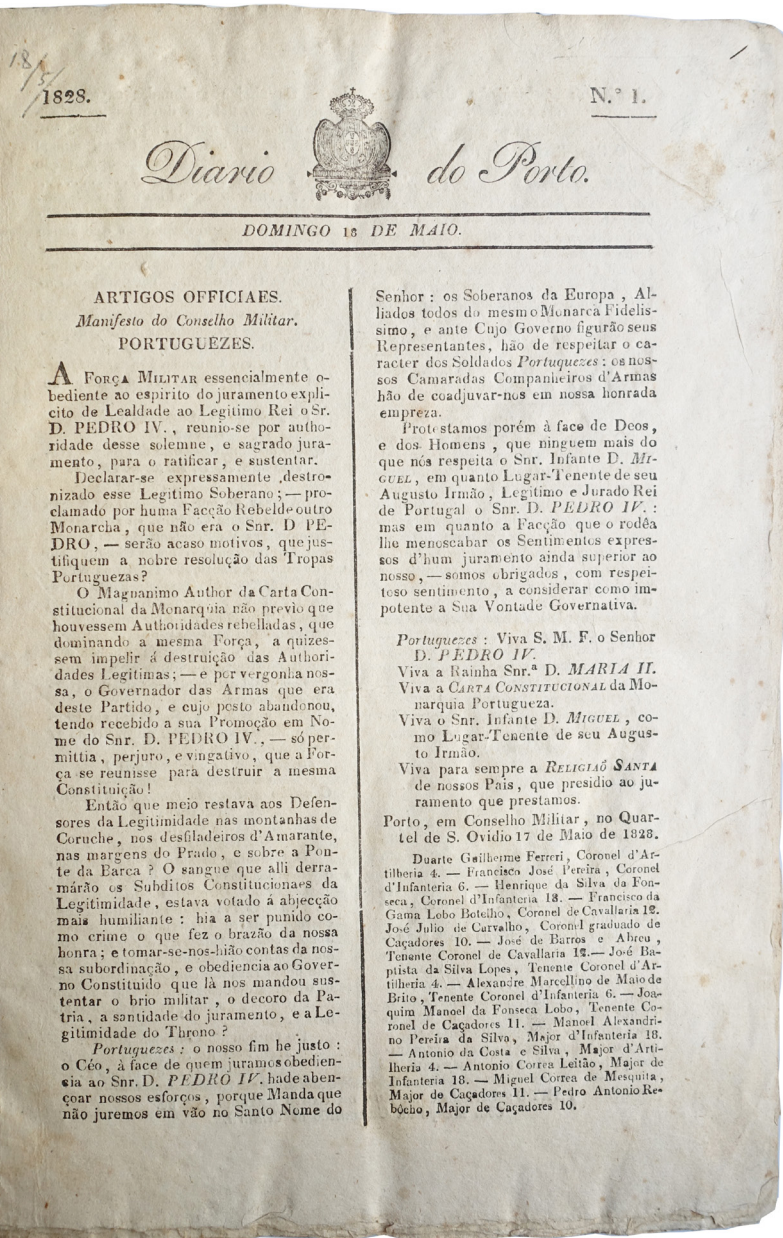 18/5/
1828.
N.º 1.
Diario do Porto.
DOMINGO 18 DE MAIO.
ARTIGOS OFFICIAES.
Manifesto do Conselho Militar.
PORTUGUEZES.
A FORÇA MILITAR essencialmente o-
bediente ao espirito do juramento expli-
cito de Lealdade ao Legitimo Rei o Sr.
D. PEDRO IV., reunio-se por autho-
ridade desse solemne, e sagrado jura-
mento, para o ratificar, e sustentar.
Declarar-se expressamente destro-
nizado esse Legitimo Soberano; — pro-
clamado por huma Facção Rebelde outro
Monarcha, que não era o Snr. D PE-
DRO, — serão acaso motivos, que jus-
tifiquem a nobre resolução das Tropas
Portuguezas?
O Magnanimo Author da Carta Con-
stitucional da Monarquia não previo que
houvessem Authoridades rebelladas, que
dominando a mesma Força, a quizes-
sem impelir á destruição das Authori-
dades Legitimas; — e por vergonha nos-
sa, o Governador das Armas que era
deste Partido, e cujo posto abandonou,
tendo recebido a sua Promoção em No-
me do Snr. D. PEDRO IV., — só per-
mittia, perjuro, e vingativo, que a For-
ça se reunisse para destruir a mesma
Constituição!
Então que meio restava aos Defen-
sores da Legitimidade nas montanhas de
Coruche, nos desfiladeiros d'Amarante,
nas margens do Prado, e sobre a Pon-
te da Barca? O sangue que alli derra-
márão os Subditos Constitucionaes da
Legitimidade, estava votado á abjecção
mais humiliante: hia a ser punido co-
mo crime o que fez o brazão da nossa
honra; e tomar-se-nos-hião contas da nos-
sa subordinação, e obediencia ao Gover-
no Constituido que lá nos mandou sus-
tentar o brio militar, o decoro da Pa-
tria, a santidade do juramento, e a Le-
gitimidade do Throno?
Portuguezes: o nosso fim he justo:
o Céo, à face de quem juramos obedien-
sia ao Snr. D. PEDRO IV. hade aben-
çoar nossos esforços, porque Manda que
não juremos em vão no Santo Nome do
Senhor: os Soberanos da Europa, Al-
liados todos do mesmo Monarca Fidelis-
simo, e ante Cujo Governo figurão seus
Representantes, hão de respeitar o ca-
racter dos Soldados Portuguezes: os nos-
sos Camaradas Companheiros d'Armas
hão de coadjuvar-nos em nossa honrada
empreza.
Protestamos porém à face de Deos,
e dos Homens, que ninguem mais do
que nós respeita o Snr. Infante D. MI-
GUEL, em quanto Lugar-Tenente de seu
Augusto Irmão, Legitimo e Jurado Rei
de Portugal o Snr. D. PEDRO IV.:
mas em quanto a Facção que o rodêa
lhe menoscabar os Sentimentos expres-
sos d'hum juramento ainda superior ao
nosso, — somos obrigados, com respei-
toso sentimento, a considerar como im-
potente a Sua Vontade Governativa.
Portuguezes: Viva S. M. F. o Senhor
D. PEDRO IV.
Viva a Rainha Snr.ª D. MARIA II.
Viva a CARTA CONSTITUCIONAL da Mo-
narquia Portugueza.
Viva o Snr. Infante D. MIGUEL, co-
mo Lugar-Tenente de seu Augus-
to Irmão.
Viva para sempre a RELIGIAÕ SANTA
de nossos Pais, que presidio ao ju-
ramento que prestamos.
Porto, em Conselho Militar, no Quar-
tel de S. Ovidio 17 de Maio de 1828.
Duarte Guilherme Ferreri, Coronel d'Ar-
tilheria 4. — Francisco José Pereira, Coronel
d'Infanteria 6. — Henrique da Silva da Fon-
seca, Coronel d'Infanteria 18. — Francisco da
Gama Lobo Botelho, Coronel de Cavallaria 12.
José Julio de Carvalho, Coronel graduado de
Caçadores 10. — José de Barros e Abreu,
Tenente Coronel de Cavallaria 12. — José Ba-
ptista da Silva Lopes, Tenente Coronel d'Ar-
tilheria 4. — Alexandre Marcellino de Maio de
Brito, Tenente Coronel d'Infanteria 6. — Joa-
quim Manoel da Fonseca Lobo, Tenente Co-
ronel de Caçadores 11. — Manoel Alexandri-
no Pereira da Silva, Major d'Infanteria 18.
— Antonio da Costa e Silva, Major d'Arti-
lheria 4. — Antonio Correa Leitão, Major de
Infanteria 18. — Miguel Correa de Mesquita,
Major de Caçadores 11. — Pedro Antonio Re-
bôcho, Major de Caçadores 10.